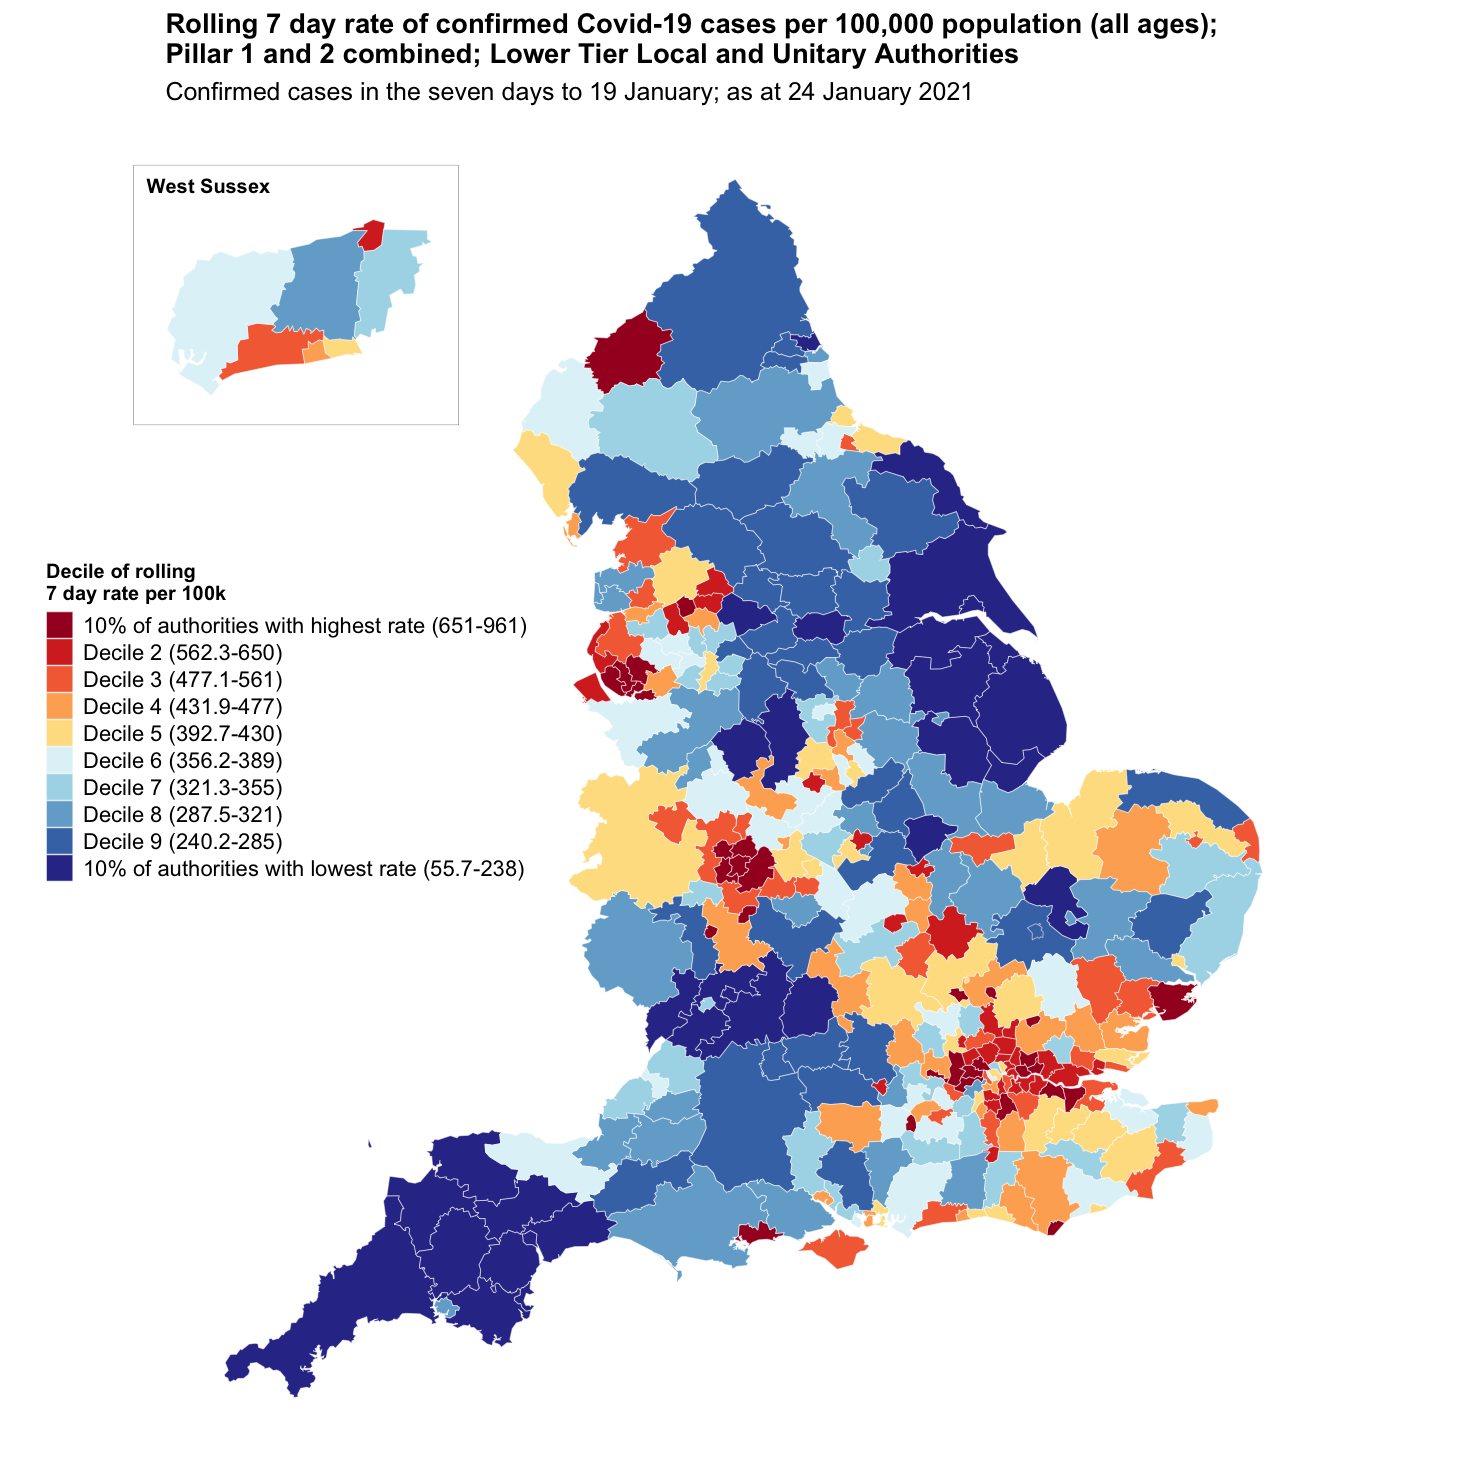 Rolling 7 day rate of confirmed Covid-19 cases per 100,000 population (all ages);
Pillar 1 and 2 combined; Lower Tier Local and Unitary Authorities
Confirmed cases in the seven days to 19 January; as at 24 January 2021
West Sussex
Decile of rolling
7 day rate per 100k
10% of authorities with highest rate (651-961)
Decile 2 (562.3-650)
Decile 3 (477.1-561)
Decile 4 (431.9-477)
Decile 5 (392.7-430)
Decile 6 (356.2-389)
Decile 7 (321.3-355)
Decile 8 (287.5-321)
Decile 9 (240.2-285)
10% of authorities with lowest rate (55.7-238)